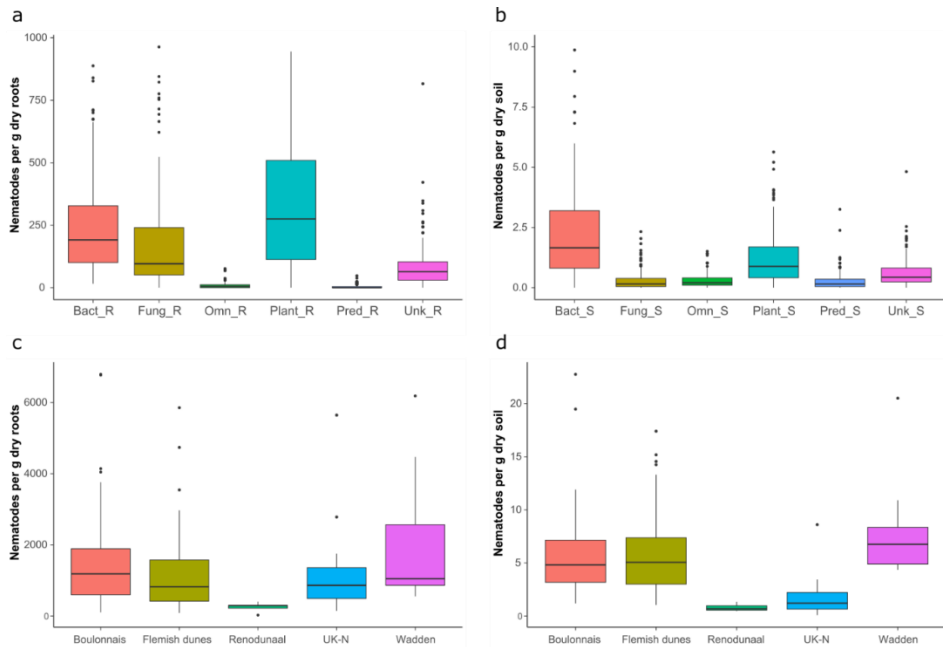 a
Nematodes per g dry roots
1000
750
500
250
0
Bact_R Fung_R Omn_R Plant_R Pred_R Unk_R
b
Nematodes per g dry soil
10.0
7.5
5.0
2.5
0.0
Bact_S Fung_S Omn_S Plant_S Pred_S Unk_S
c
Nematodes per g dry roots
6000
4000
2000
0
Boulonnais Flemish dunes Renodunaal UK-N Wadden
d
Nematodes per g dry soil
20
15
10
5
0
Boulonnais Flemish dunes Renodunaal UK-N Wadden